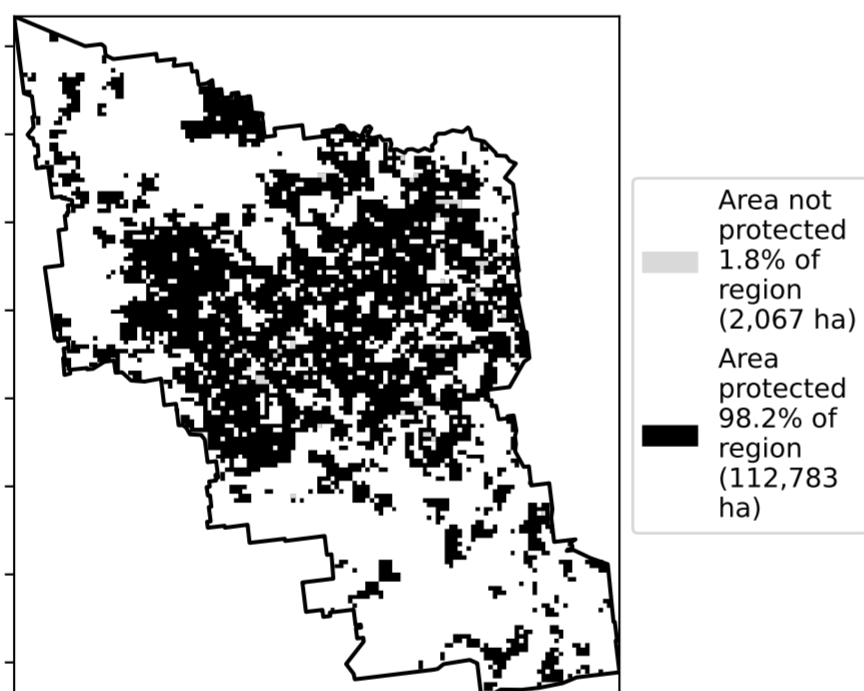 Area not
protected
1.8% of
region
(2,067 ha)
Area
protected
98.2% of
region
(112,783
ha)